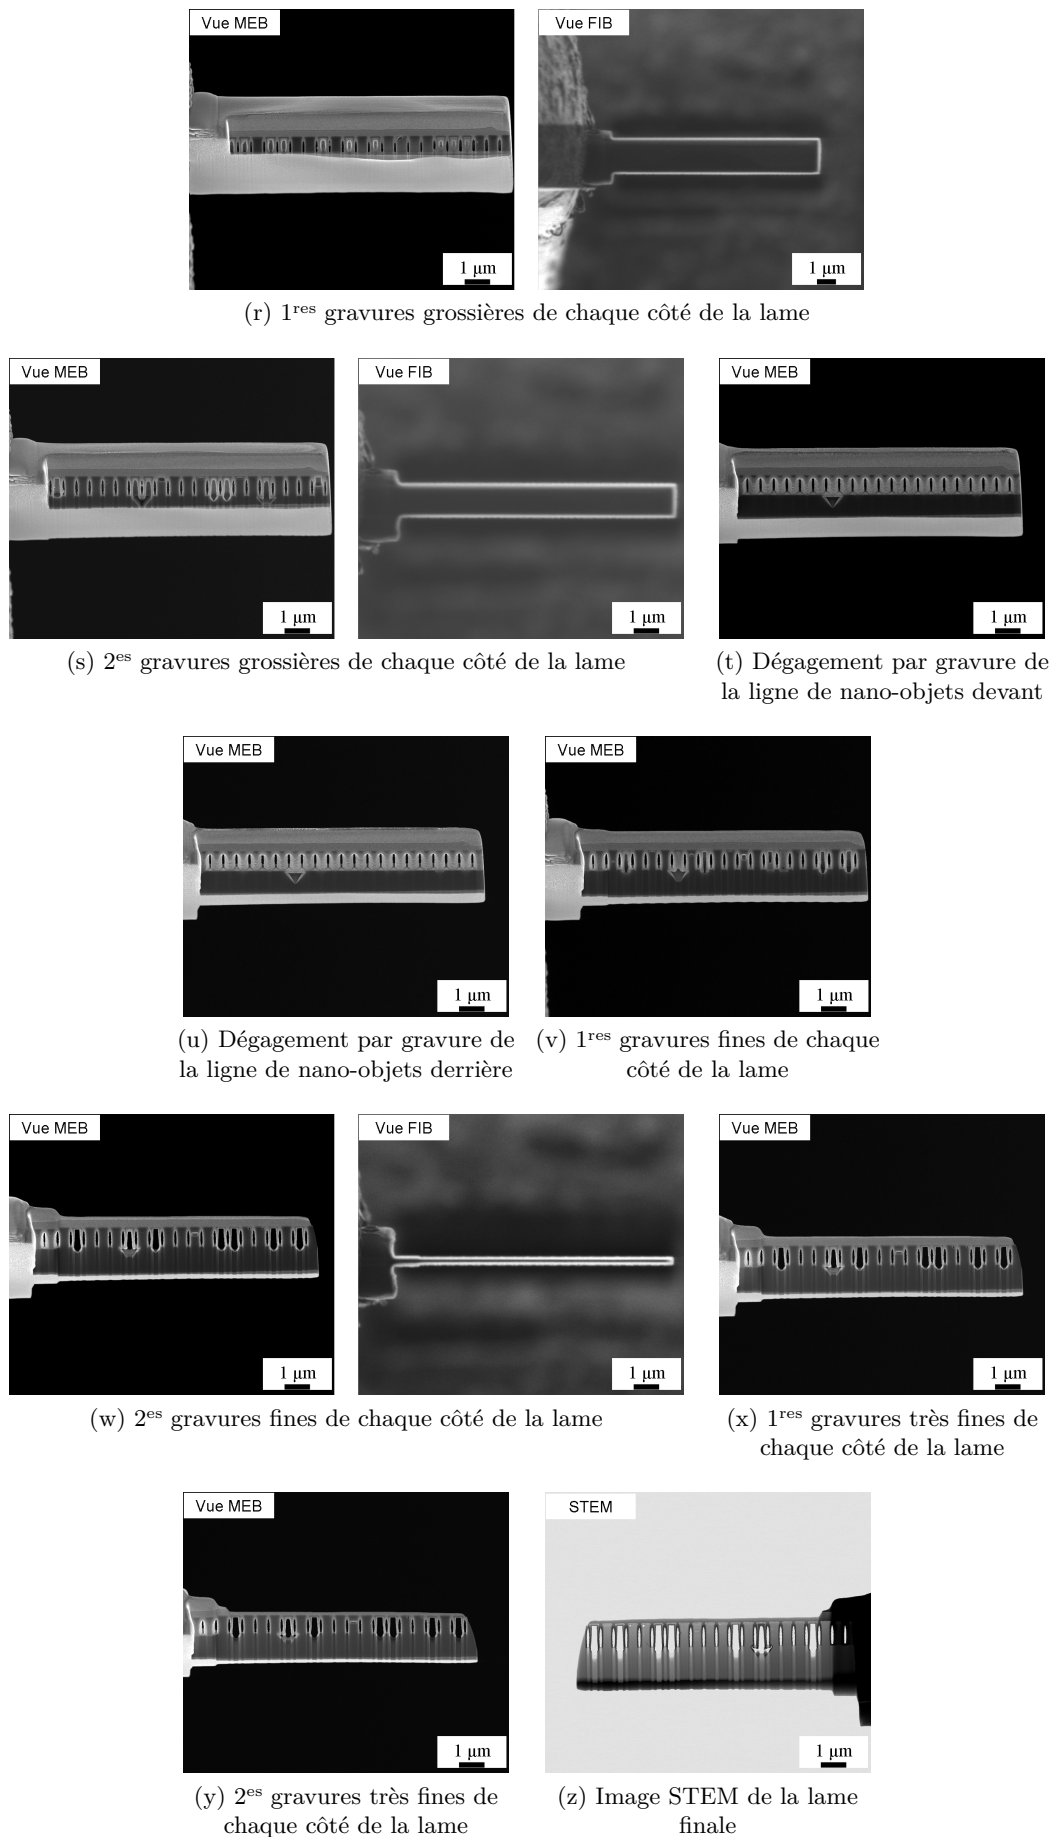 Vue MEB
Vue FIB
1 µm
1 µm
(r) 1res gravures grossières de chaque côté de la lame
Vue MEB
Vue FIB
Vue MEB
1 µm
1 µm
1 µm
(s) 2es gravures grossières de chaque côté de la lame
(t) Dégagement par gravure de
la ligne de nano-objets devant
Vue MEB
Vue MEB
1 µm
1 µm
(u) Dégagement par gravure de
la ligne de nano-objets derrière
(v) 1res gravures fines de chaque
côté de la lame
Vue MEB
Vue FIB
Vue MEB
1 µm
1 µm
1 µm
(w) 2es gravures fines de chaque côté de la lame
(x) 1res gravures très fines de
chaque côté de la lame
Vue MEB
STEM
1 µm
1 µm
(y) 2es gravures très fines de
chaque côté de la lame
(z) Image STEM de la lame
finale